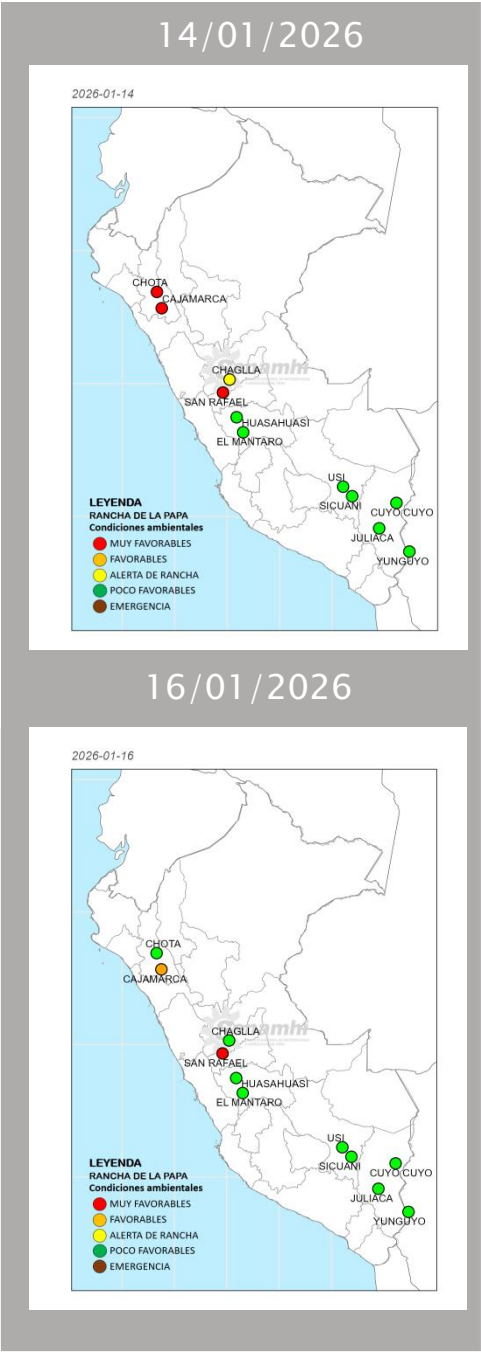 14/01/2026
2026-01-14
CHOTA
CAJAMARCA
CHAGLLA
SAN RAFAEL
HUASAHUASI
EL MANTARO
USI
SICUANI
CUYO CUYO
JULIACA
YUNGUYO
LEYENDA
RANCHA DE LA PAPA
Condiciones ambientales
MUY FAVORABLES
FAVORABLES
ALERTA DE RANCHA
POCO FAVORABLES
EMERGENCIA
16/01/2026
2026-01-16
CHOTA
CAJAMARCA
CHAGLLA
SAN RAFAEL
HUASAHUASI
EL MANTARO
USI
SICUANI
CUYO CUYO
JULIACA
YUNGUYO
LEYENDA
RANCHA DE LA PAPA
Condiciones ambientales
MUY FAVORABLES
FAVORABLES
ALERTA DE RANCHA
POCO FAVORABLES
EMERGENCIA